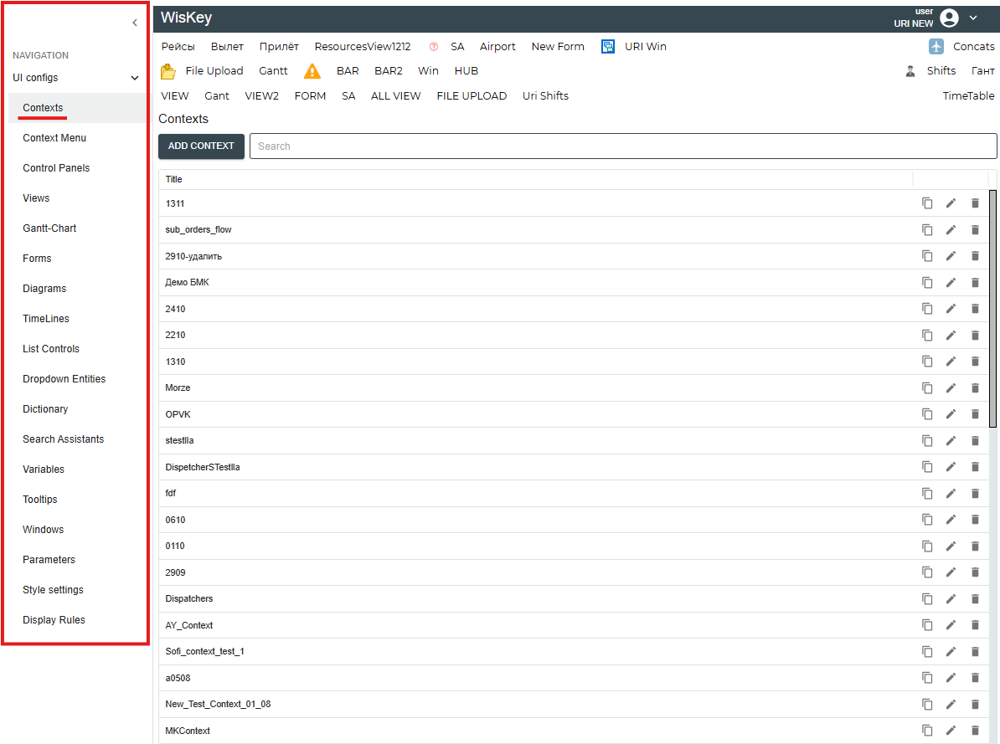 NAVIGATION
UI configs
Contexts
Context Menu
Control Panels
Views
Gantt-Chart
Forms
Diagrams
TimeLines
List Controls
Dropdown Entities
Dictionary
Search Assistants
Variables
Tooltips
Windows
Parameters
Style settings
Display Rules
WisKey
user
URI NEW
Рейсы Вылет Прилёт ResourcesView1212 SA Airport New Form URI Win Concats
File Upload Gantt BAR BAR2 Win HUB Shifts Гант
VIEW Gant VIEW2 FORM SA ALL VIEW FILE UPLOAD Uri Shifts TimeTable
Contexts
ADD CONTEXT Search
Title
1311
sub_orders_flow
2910-удалить
Демо БМК
2410
2210
1310
Morze
OPVK
stestlla
DispetcherSTestlla
fdf
0610
0110
2909
Dispatchers
AY_Context
Sofi_context_test_1
a0508
New_Test_Context_01_08
MKContext